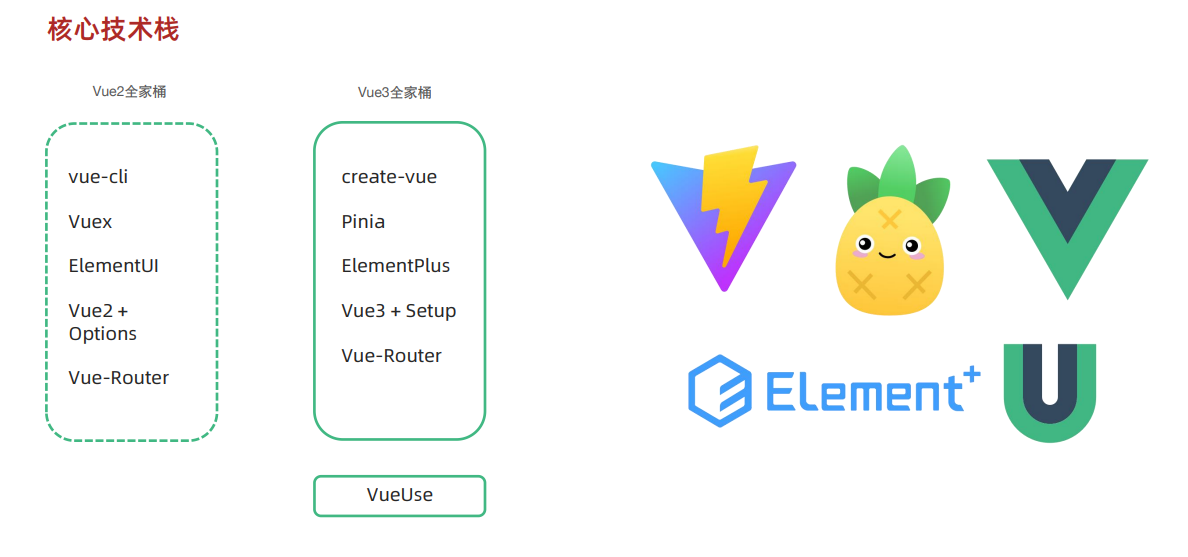 核心技术栈
Vue2全家桶
vue-cli
Vuex
ElementUI
Vue2 +
Options
Vue-Router
Vue3全家桶
create-vue
Pinia
ElementPlus
Vue3 + Setup
Vue-Router
VueUse
Element+